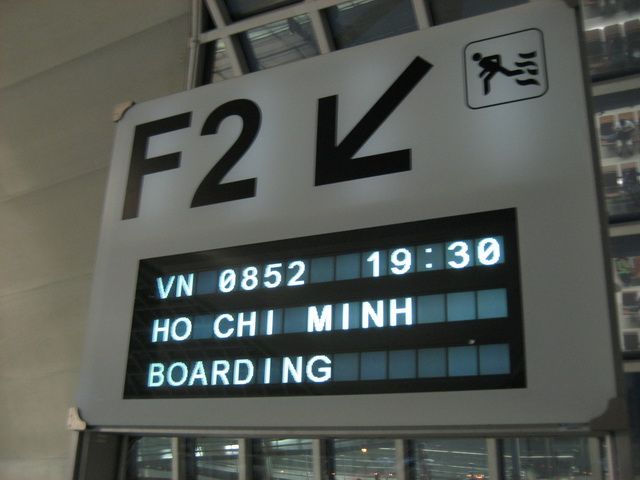 F2
VN 0852 19:30
HO CHI MINH
BOARDING